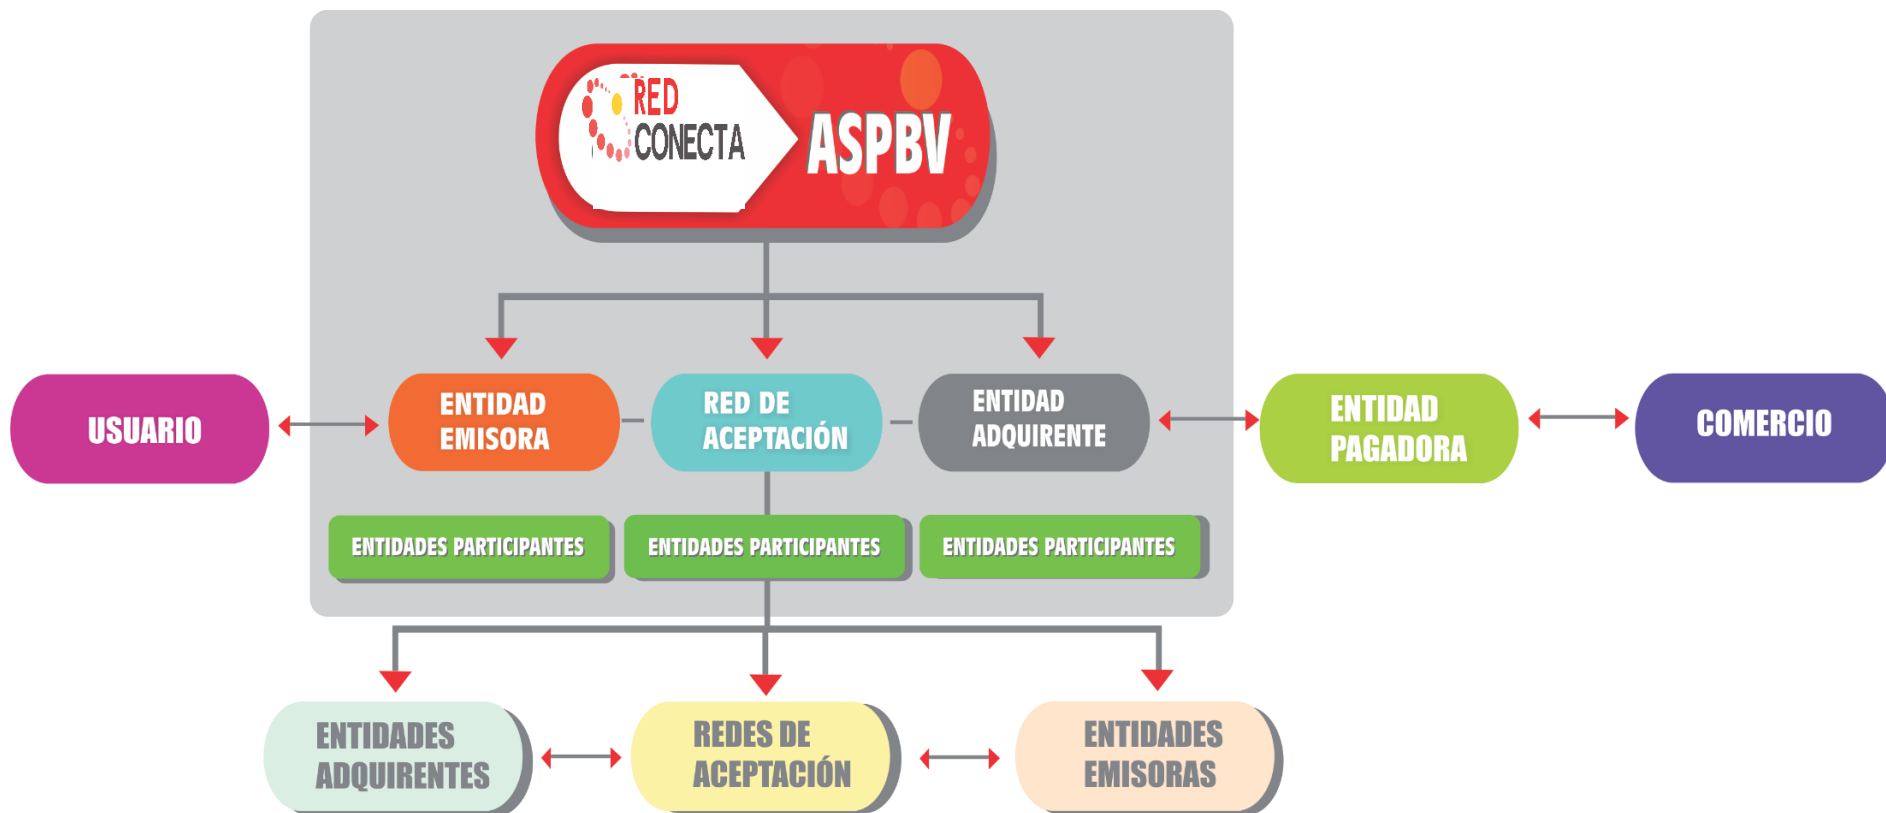 RED
CONECTA
ASPBV
USUARIO
ENTIDAD
EMISORA
RED DE
ACEPTACIÓN
ENTIDAD
ADQUIRENTE
ENTIDAD
PAGADORA
COMERCIO
ENTIDADES PARTICIPANTES
ENTIDADES PARTICIPANTES
ENTIDADES PARTICIPANTES
ENTIDADES
ADQUIRENTES
REDES DE
ACEPTACIÓN
ENTIDADES
EMISORAS